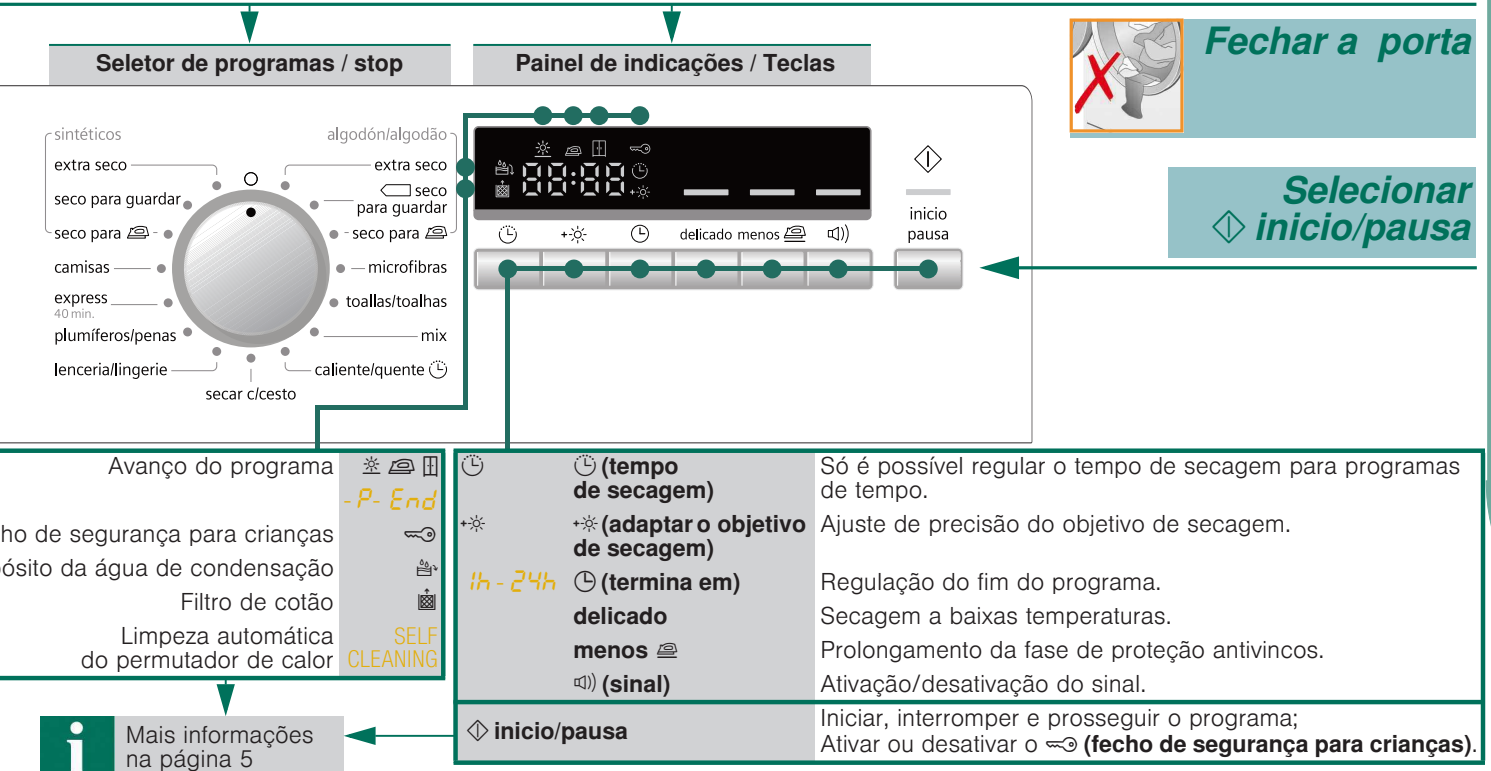 Seletor de programas / stop
Painel de indicações / Teclas
Fechar a porta
sintéticos
algodón/algodão
extra seco
extra seco
seco para guardar
seco
para guardar
seco para
seco para
camisas
microfibras
express
40 min.
toallas/toalhas
plumíferos/penas
mix
lenceria/lingerie
caliente/quente
secar c/cesto
88:88
delicado
menos
inicio
pausa
Selecionar
inicio/pausa
Avanço do programa
-P- End
ho de segurança para crianças
ósito da água de condensação
Filtro de cotão
Limpeza automática
do permutador de calor
SELF
CLEANING
(tempo
de secagem)
Só é possível regular o tempo de secagem para programas
de tempo.
(adaptar o objetivo
de secagem)
Ajuste de precisão do objetivo de secagem.
1h - 24h
(termina em)
Regulação do fim do programa.
delicado
Secagem a baixas temperaturas.
menos
Prolongamento da fase de proteção antivincos.
(sinal)
Ativação/desativação do sinal.
inicio/pausa
Iniciar, interromper e prosseguir o programa;
Ativar ou desativar o (fecho de segurança para crianças).
i
Mais informações
na página 5